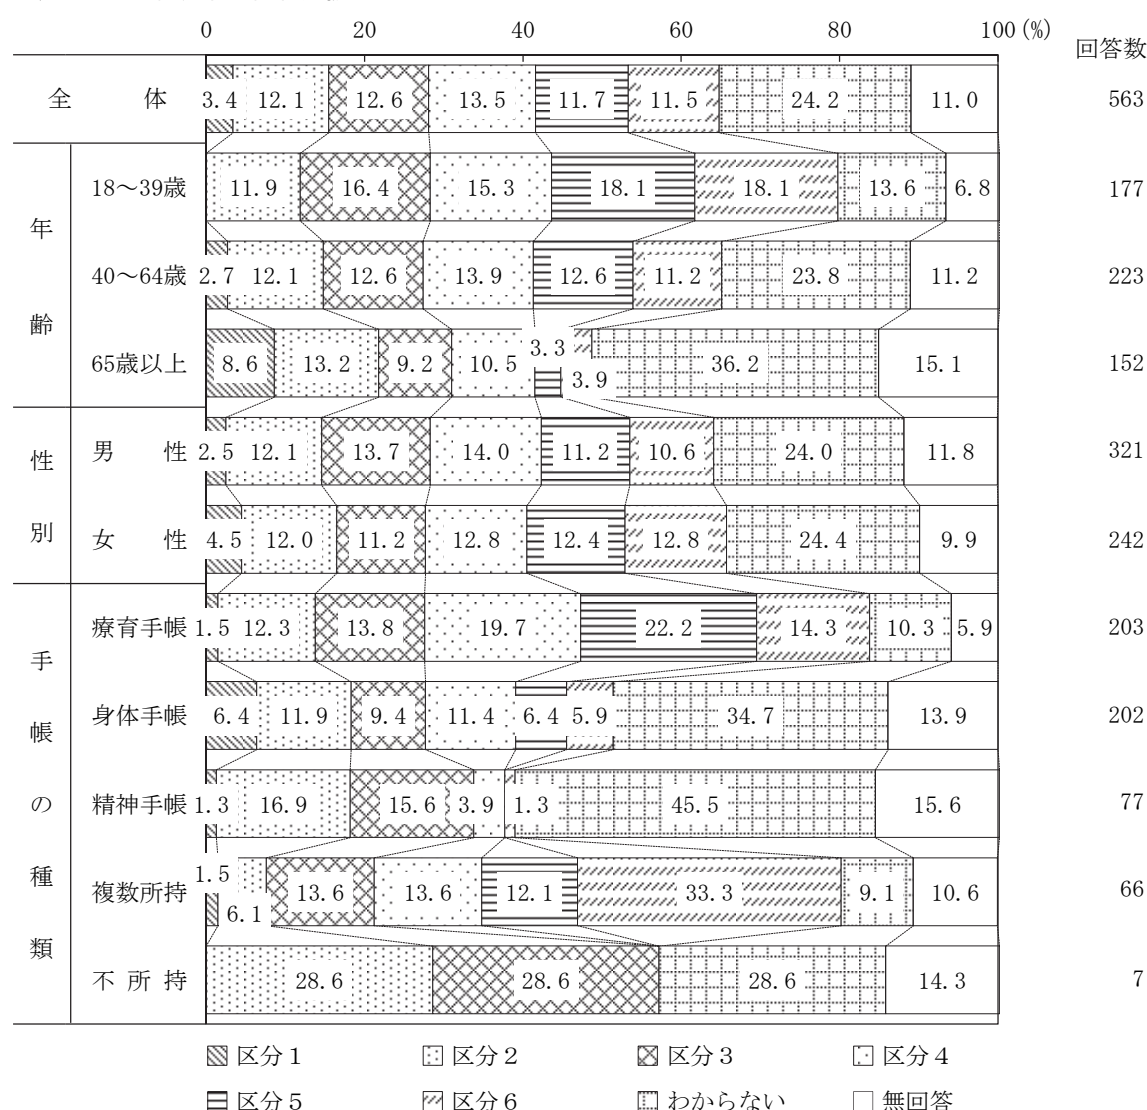 0 20 40 60 80 100(%)
回答数
全体 3.4 12.1 12.6 13.5 11.7 11.5 24.2 11.0 563
年齢
18～39歳 11.9 16.4 15.3 18.1 18.1 13.6 6.8 177
40～64歳 2.7 12.1 12.6 13.9 12.6 11.2 23.8 11.2 223
65歳以上 8.6 13.2 9.2 10.5 3.3 3.9 36.2 15.1 152
性別
男性 2.5 12.1 13.7 14.0 11.2 10.6 24.0 11.8 321
女性 4.5 12.0 11.2 12.8 12.4 12.8 24.4 9.9 242
手帳の種類
療育手帳 1.5 12.3 13.8 19.7 22.2 14.3 10.3 5.9 203
身体手帳 6.4 11.9 9.4 11.4 6.4 5.9 34.7 13.9 202
精神手帳 1.3 16.9 15.6 3.9 1.3 45.5 15.6 77
複数所持 1.5 6.1 13.6 13.6 12.1 33.3 9.1 10.6 66
不所持 28.6 28.6 28.6 14.3 7
区分１ 区分２ 区分３ 区分４
区分５ 区分６ わからない 無回答